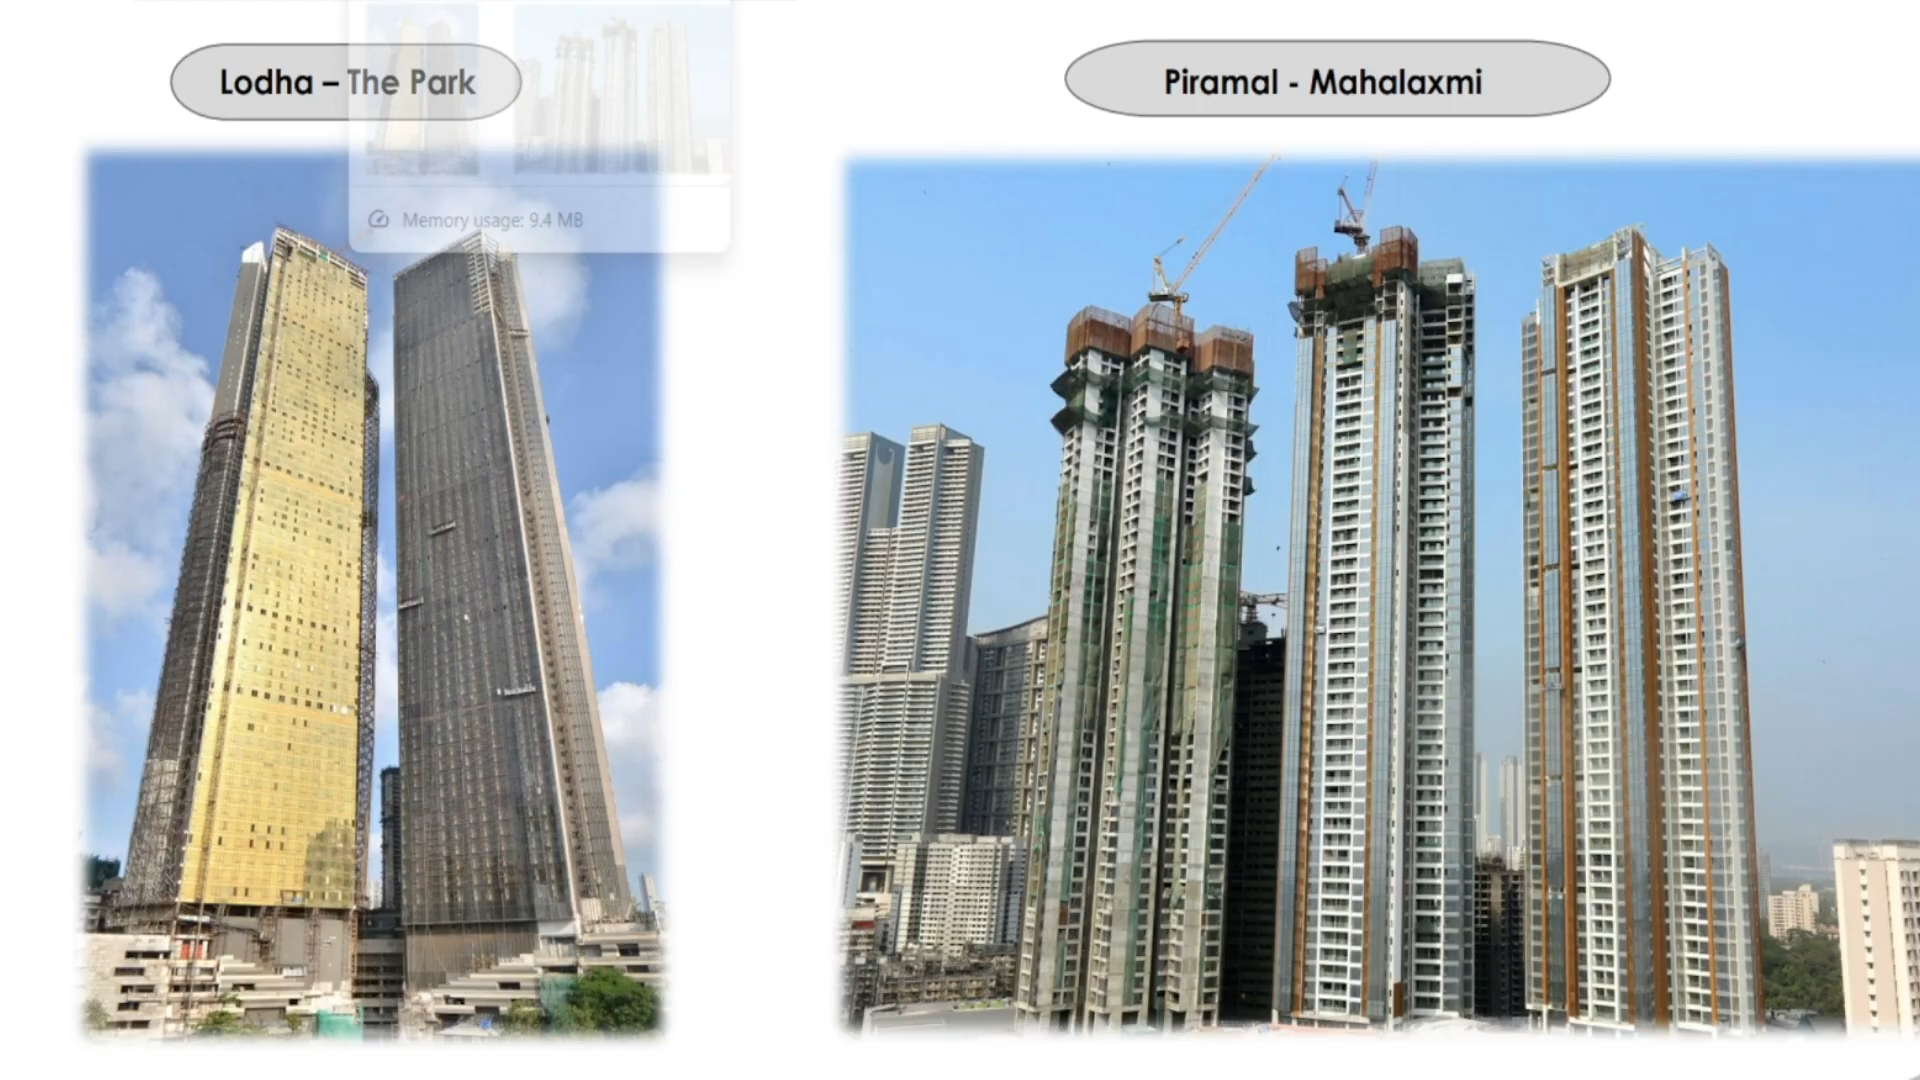 Lodha – The Park
Piramal - Mahalaxmi
Memory usage: 9.4 MB